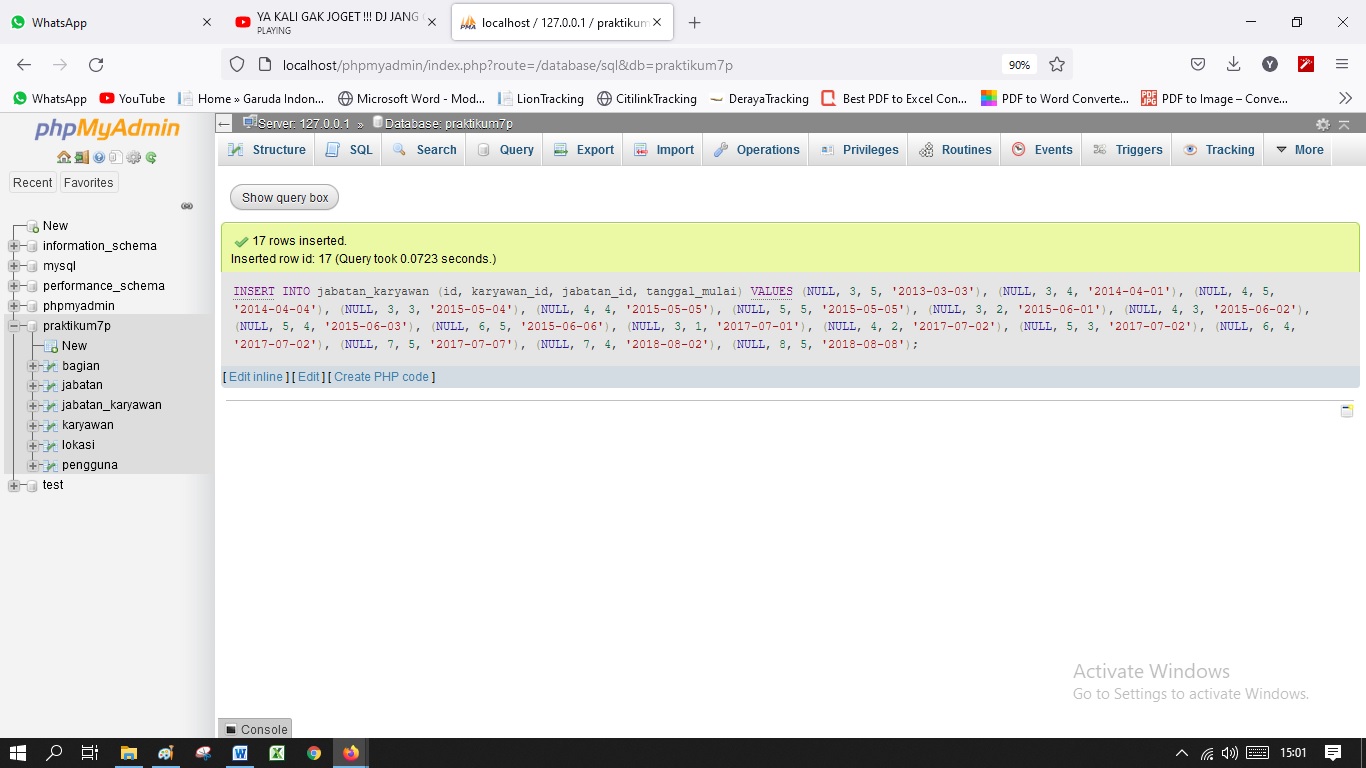 WhatsApp
YA KALI GAK JOGET !!! DJ JANG
PLAYING
localhost / 127.0.0.1 / praktikum
localhost/phpmyadmin/index.php?route=/database/sql&db=praktikum7p
90%
Y
WhatsApp
YouTube
Home » Garuda Indon...
Microsoft Word - Mod...
LionTracking
CitilinkTracking
DerayaTracking
Best PDF to Excel Con...
PDF to Word Converte...
PDF to Image – Conve...
phpMyAdmin
Recent
Favorites
New
information_schema
mysql
performance_schema
phpmyadmin
praktikum7p
New
bagian
jabatan
jabatan_karyawan
karyawan
lokasi
pengguna
test
Server: 127.0.0.1 » Database: praktikum7p
Structure
SQL
Search
Query
Export
Import
Operations
Privileges
Routines
Events
Triggers
Tracking
More
Show query box
17 rows inserted.
Inserted row id: 17 (Query took 0.0723 seconds.)
INSERT INTO jabatan_karyawan (id, karyawan_id, jabatan_id, tanggal_mulai) VALUES (NULL, 3, 5, '2013-03-03'), (NULL, 3, 4, '2014-04-01'), (NULL, 4, 5,
'2014-04-04'), (NULL, 3, 3, '2015-05-04'), (NULL, 4, 4, '2015-05-05'), (NULL, 5, 5, '2015-05-05'), (NULL, 3, 2, '2015-06-01'), (NULL, 4, 3, '2015-06-02'),
(NULL, 5, 4, '2015-06-03'), (NULL, 6, 5, '2015-06-06'), (NULL, 3, 1, '2017-07-01'), (NULL, 4, 2, '2017-07-02'), (NULL, 5, 3, '2017-07-02'), (NULL, 6, 4,
'2017-07-02'), (NULL, 7, 5, '2017-07-07'), (NULL, 7, 4, '2018-08-02'), (NULL, 8, 5, '2018-08-08');
[ Edit inline ] [ Edit ] [ Create PHP code ]
Activate Windows
Go to Settings to activate Windows.
Console
15:01